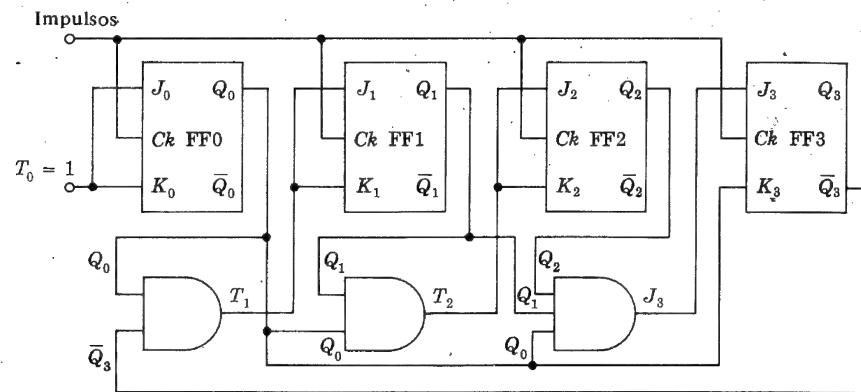 Impulsos
J₀ Q₀ J₁ Q₁ J₂ Q₂ J₃ Q₃
Ck FF0 Ck FF1 Ck FF2 Ck FF3
T₀ = 1
K₀ Q̅₀ K₁ Q̅₁ K₂ Q̅₂ K₃ Q̅₃
Q₀ Q₁ Q₂
T₁ T₂ Q₁ J₃
Q̅₃ Q₀ Q₀